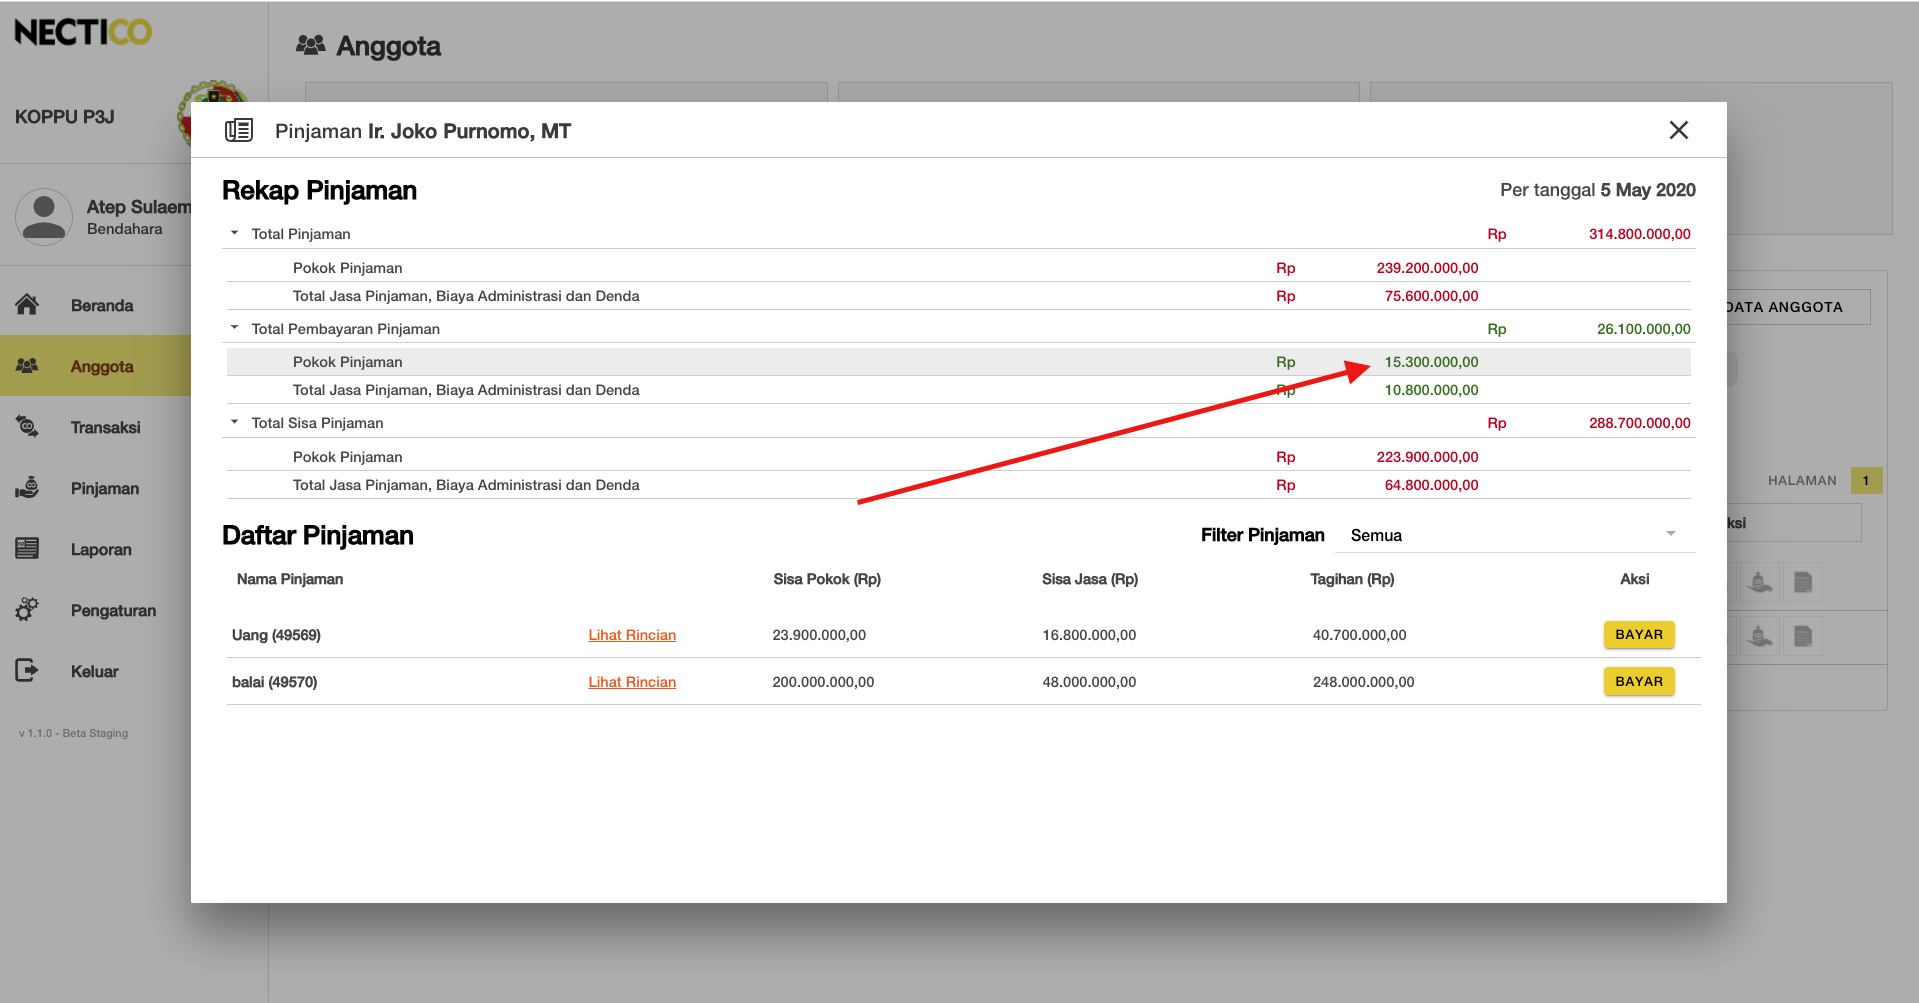 NECTICO
KOPPU P3J
Atep Sulaem
Bendahara
Beranda
Anggota
Transaksi
Pinjaman
Laporan
Pengaturan
Keluar
v 1.1.0 - Beta Staging
Anggota
DATA ANGGOTA
HALAMAN 1
ksi
Pinjaman Ir. Joko Purnomo, MT
Rekap Pinjaman Per tanggal 5 May 2020
Total Pinjaman Rp 314.800.000,00
Pokok Pinjaman Rp 239.200.000,00
Total Jasa Pinjaman, Biaya Administrasi dan Denda Rp 75.600.000,00
Total Pembayaran Pinjaman Rp 26.100.000,00
Pokok Pinjaman Rp 15.300.000,00
Total Jasa Pinjaman, Biaya Administrasi dan Denda Rp 10.800.000,00
Total Sisa Pinjaman Rp 288.700.000,00
Pokok Pinjaman Rp 223.900.000,00
Total Jasa Pinjaman, Biaya Administrasi dan Denda Rp 64.800.000,00
Daftar Pinjaman Filter Pinjaman Semua
Nama Pinjaman Sisa Pokok (Rp) Sisa Jasa (Rp) Tagihan (Rp) Aksi
Uang (49569) Lihat Rincian 23.900.000,00 16.800.000,00 40.700.000,00 BAYAR
balai (49570) Lihat Rincian 200.000.000,00 48.000.000,00 248.000.000,00 BAYAR